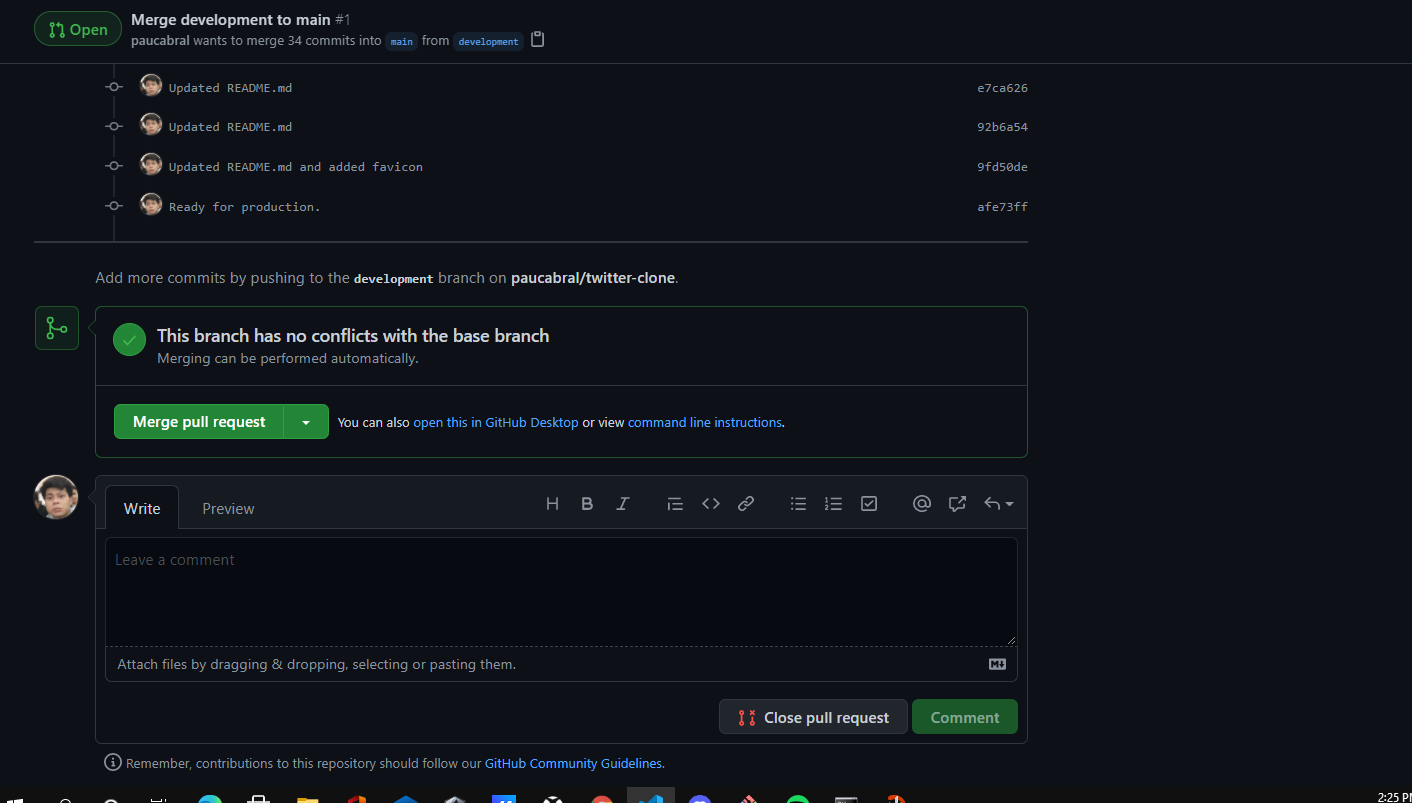 Open
Merge development to main #1
paucabral wants to merge 34 commits into main from development
Updated README.md e7ca626
Updated README.md 92b6a54
Updated README.md and added favicon 9fd50de
Ready for production. afe73ff
Add more commits by pushing to the development branch on paucabral/twitter-clone.
This branch has no conflicts with the base branch
Merging can be performed automatically.
Merge pull request
You can also open this in GitHub Desktop or view command line instructions.
Write
Preview
Leave a comment
Attach files by dragging & dropping, selecting or pasting them.
Close pull request
Comment
Remember, contributions to this repository should follow our GitHub Community Guidelines.
2:25 PM